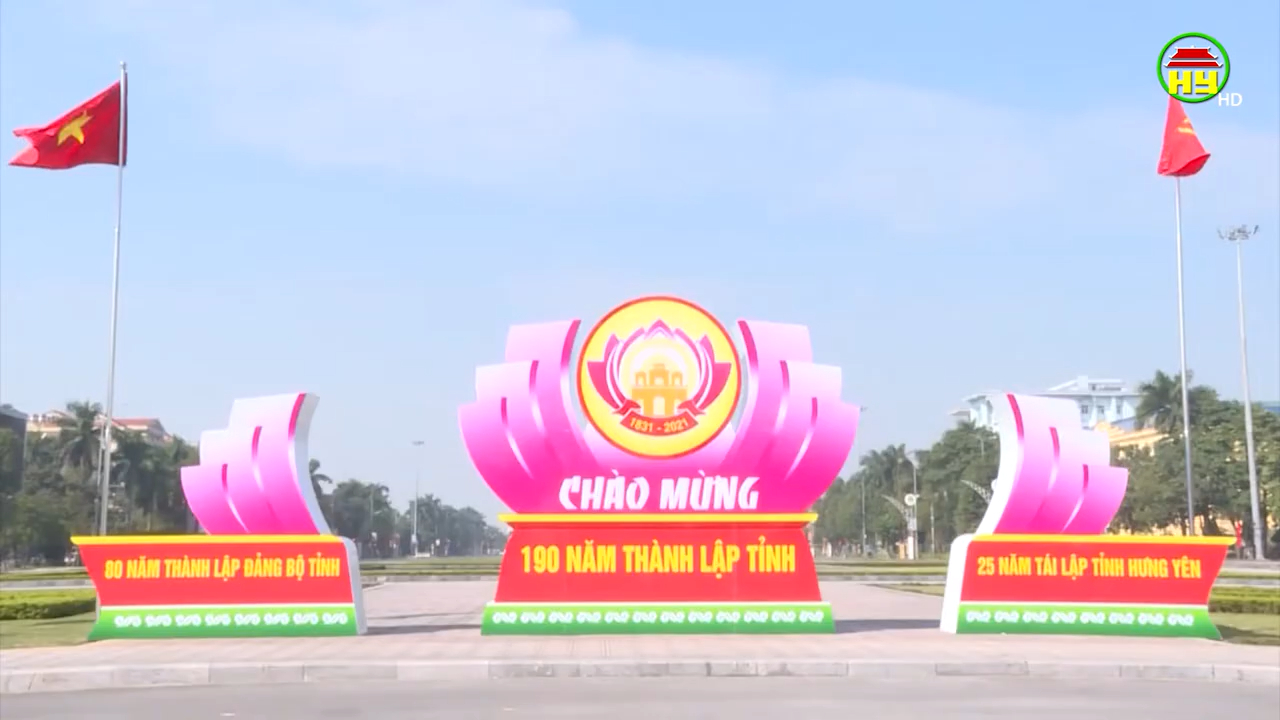 HY
HD
1831 - 2021
CHÀO MỪNG
80 NĂM THÀNH LẬP ĐẢNG BỘ TỈNH
190 NĂM THÀNH LẬP TỈNH
25 NĂM TÁI LẬP TỈNH HƯNG YÊN